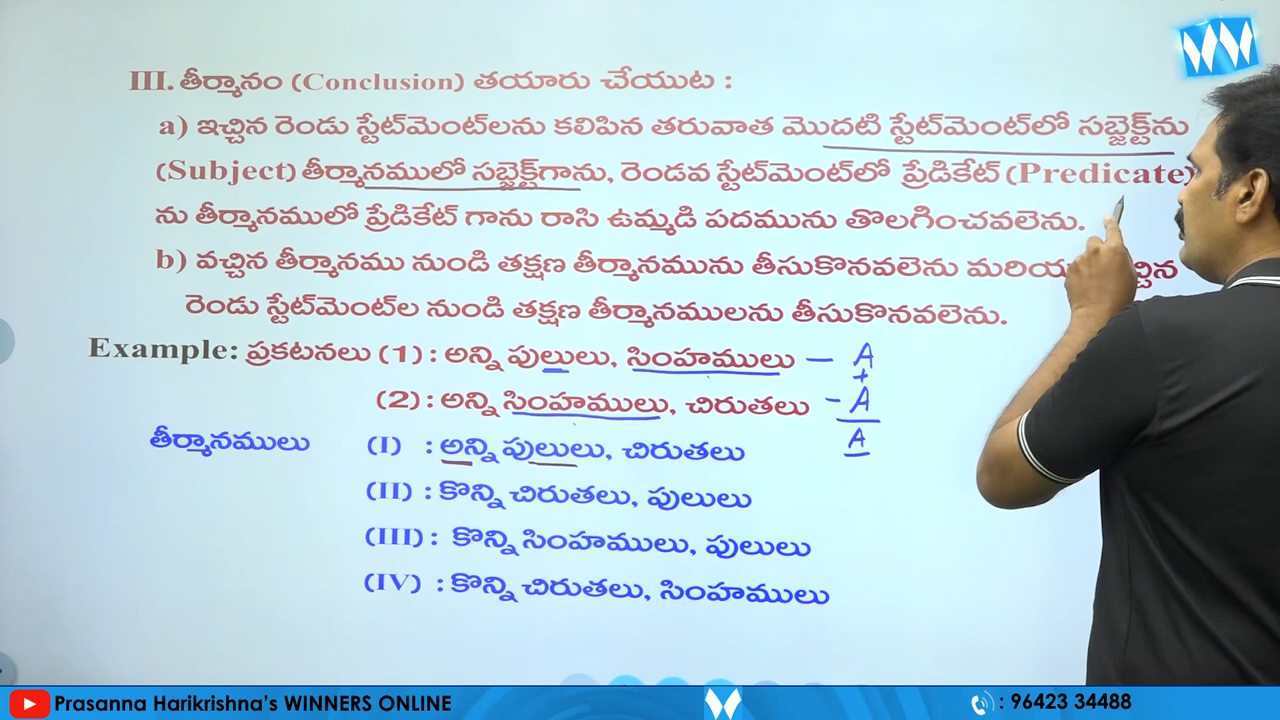 III. తీర్మానం (Conclusion) తయారు చేయుట :
a) ఇచ్చిన రెండు స్టేట్‌మెంట్‌లను కలిపిన తరువాత మొదటి స్టేట్‌మెంట్‌లో సబ్జెక్ట్‌ను
(Subject) తీర్మానములో సబ్జెక్ట్‌గాను, రెండవ స్టేట్‌మెంట్‌లో ప్రేడికేట్ (Predicate)
ను తీర్మానములో ప్రేడికేట్ గాను రాసి ఉమ్మడి పదమును తొలగించవలెను.
b) వచ్చిన తీర్మానము నుండి తక్షణ తీర్మానమును తీసుకొనవలెను
రెండు స్టేట్‌మెంట్‌ల నుండి తక్షణ తీర్మానములను తీసుకొనవలెను.
Example: ప్రకటనలు (1) : అన్ని పులులు, సింహములు – A
+
(2) : అన్ని సింహములు, చిరుతలు - A
తీర్మానములు (I) : అన్ని పులులు, చిరుతలు A
(II) : కొన్ని చిరుతలు, పులులు
(III) : కొన్ని సింహములు, పులులు
(IV) : కొన్ని చిరుతలు, సింహములు
Prasanna Harikrishna's WINNERS ONLINE : 96423 34488